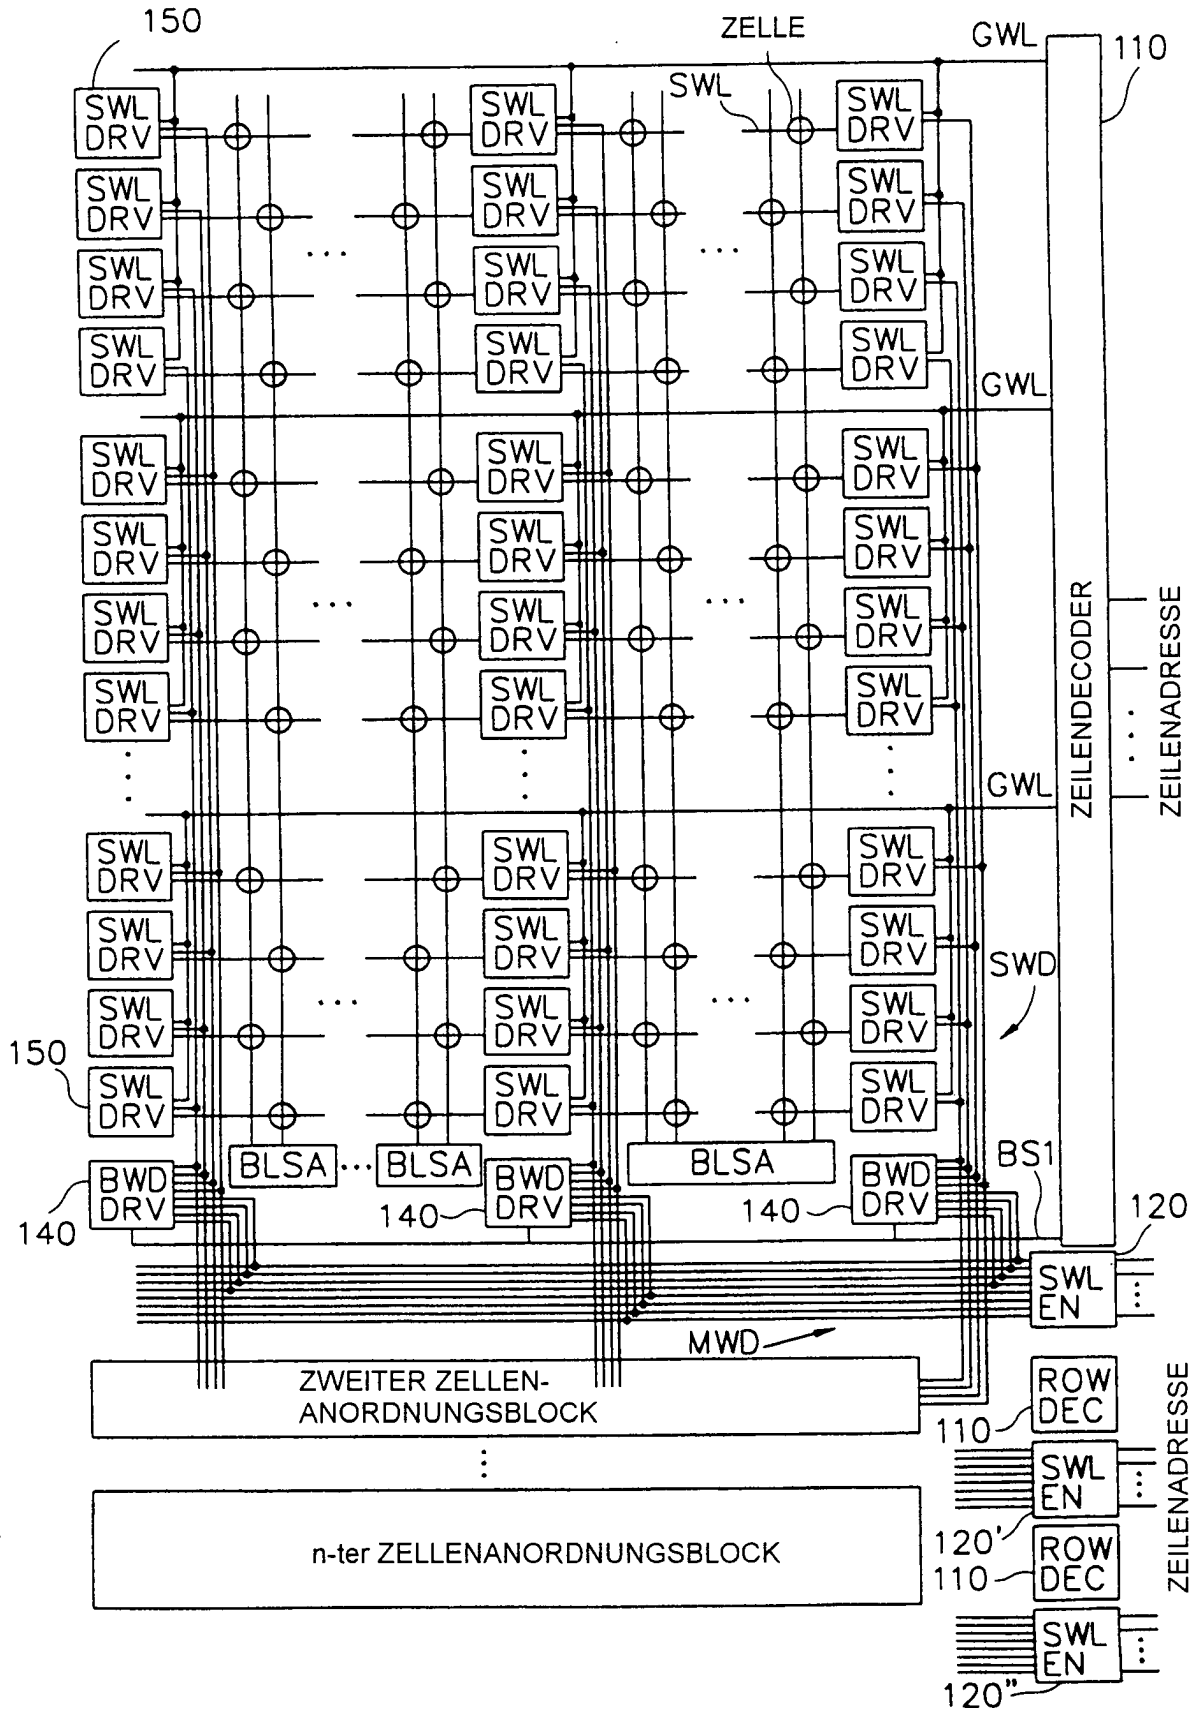 150
ZELLE
GWL
110
SWL
SWL DRV
SWL DRV
SWL DRV
SWL DRV
SWL DRV
SWL DRV
SWL DRV
SWL DRV
SWL DRV
SWL DRV
SWL DRV
SWL DRV
GWL
SWL DRV
SWL DRV
SWL DRV
SWL DRV
SWL DRV
SWL DRV
SWL DRV
SWL DRV
SWL DRV
SWL DRV
SWL DRV
SWL DRV
ZEILENDECODER
ZEILENADRESSE
GWL
SWL DRV
SWL DRV
SWL DRV
SWL DRV
SWL DRV
SWL DRV
SWD
SWL DRV
SWL DRV
SWL DRV
150
SWL DRV
SWL DRV
SWL DRV
BLSA
...
BLSA
BLSA
BS1
BWD DRV
BWD DRV
BWD DRV
140
140
140
120
SWL EN
MWD
ZWEITER ZELLEN-
ANORDNUNGSBLOCK
ROW DEC
110
SWL EN
120'
n-ter ZELLENANORDNUNGSBLOCK
ROW DEC
110
SWL EN
120"
ZEILENADRESSE